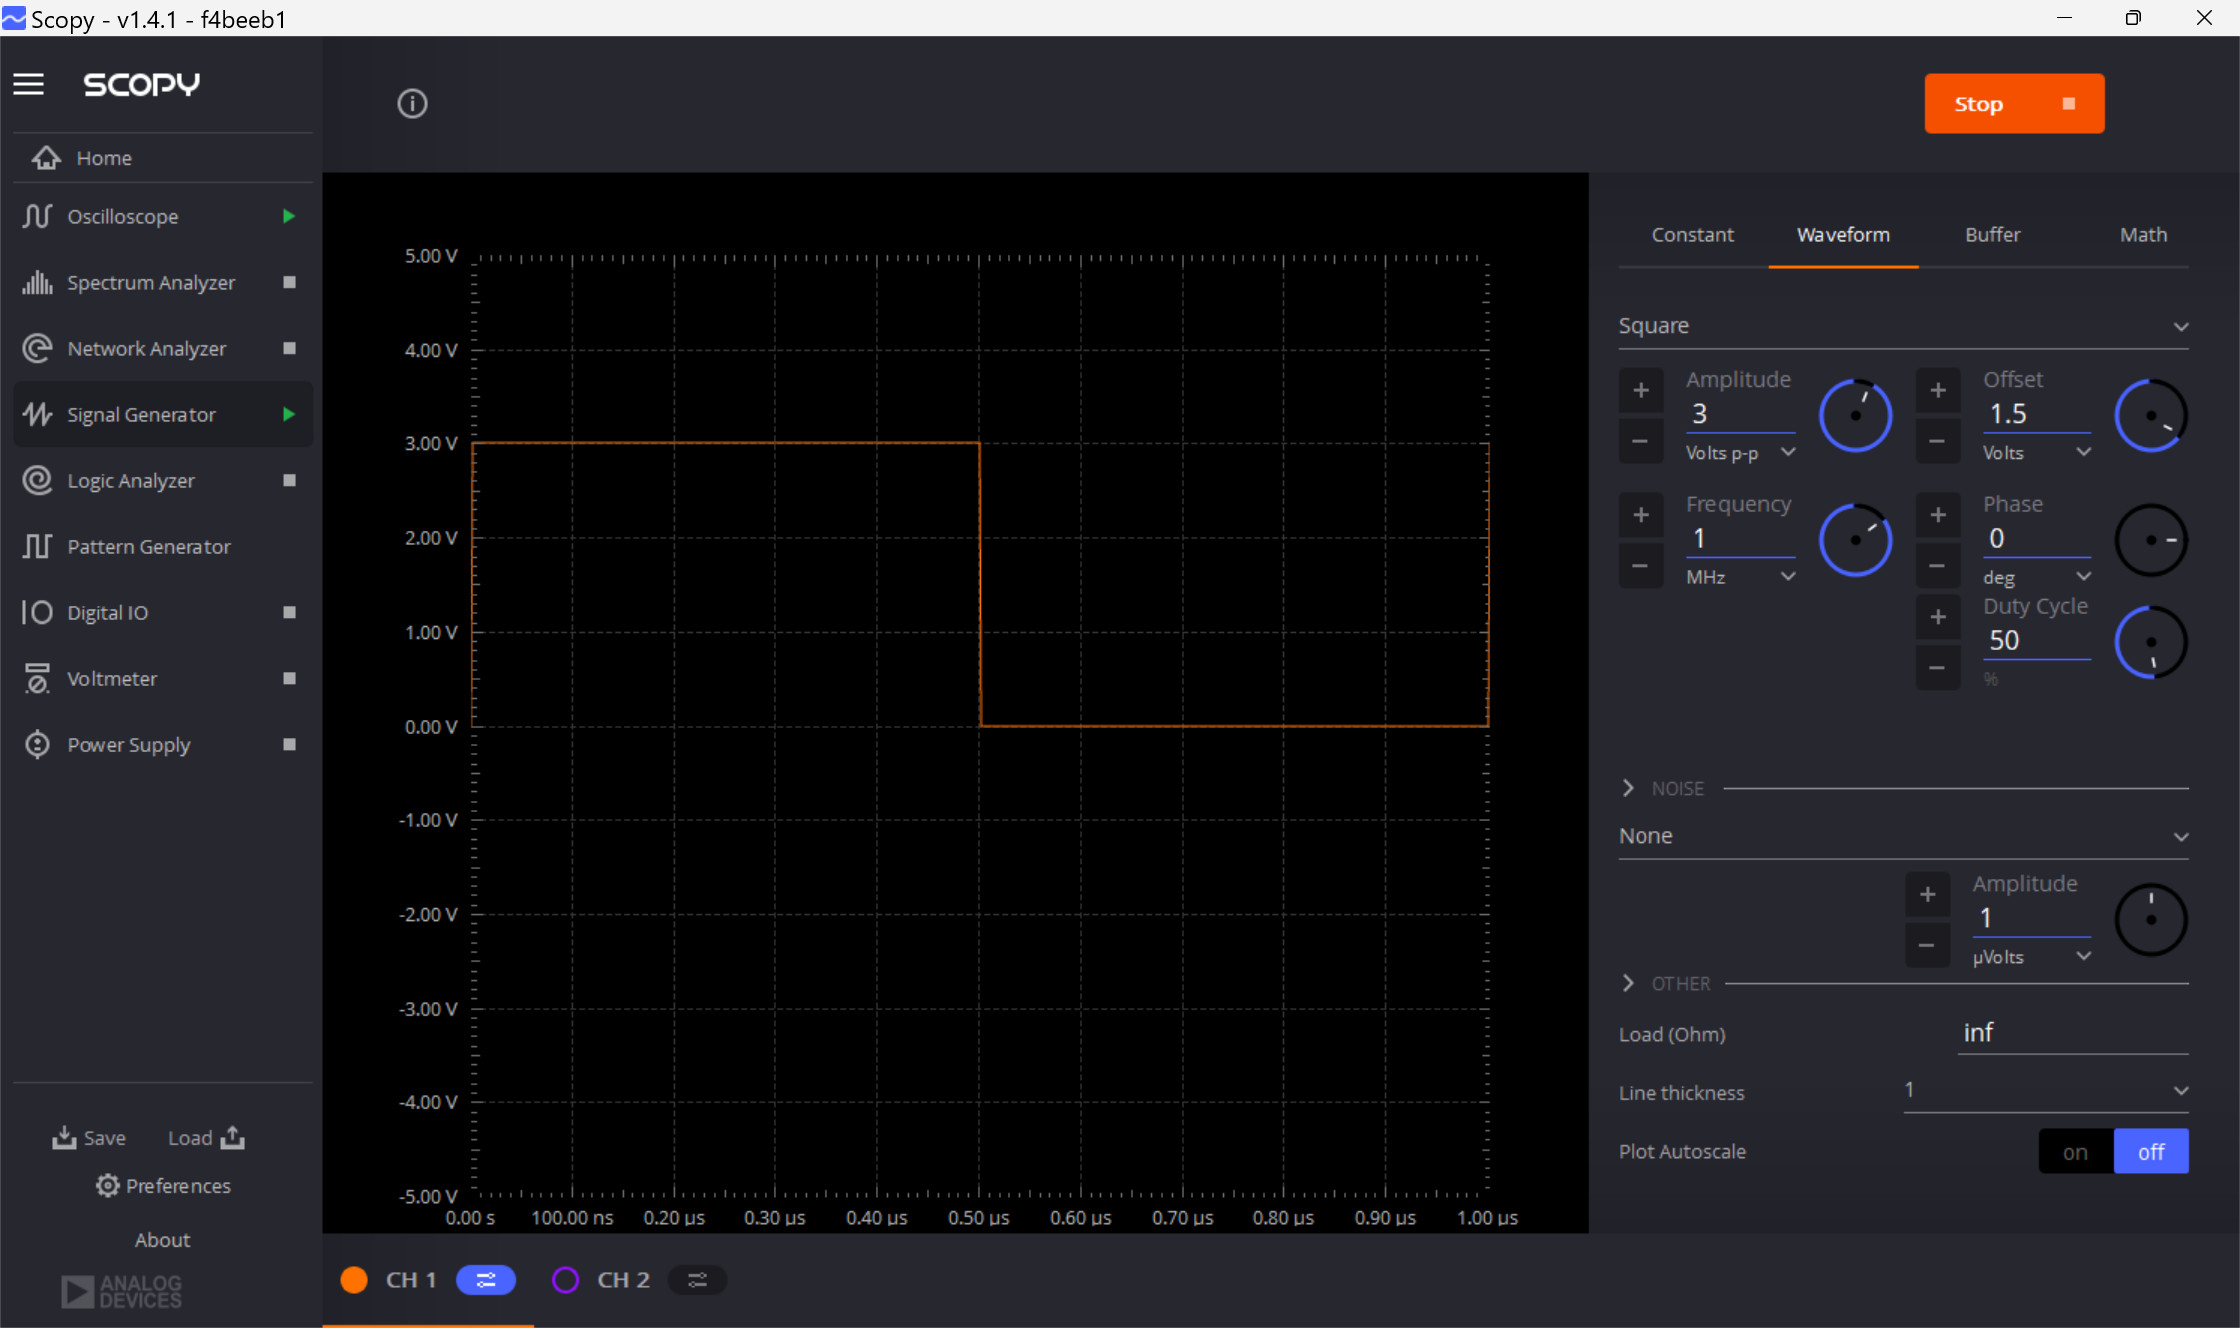 Scopy - v1.4.1 - f4beeb1
SCOPY
Home
Oscilloscope
Spectrum Analyzer
Network Analyzer
Signal Generator
Logic Analyzer
Pattern Generator
Digital IO
Voltmeter
Power Supply
Save Load
Preferences
About
ANALOG
DEVICES
Stop
5.00 V
4.00 V
3.00 V
2.00 V
1.00 V
0.00 V
-1.00 V
-2.00 V
-3.00 V
-4.00 V
-5.00 V
0.00 s 100.00 ns 0.20 µs 0.30 µs 0.40 µs 0.50 µs 0.60 µs 0.70 µs 0.80 µs 0.90 µs 1.00 µs
CH 1 CH 2
Constant Waveform Buffer Math
Square
Amplitude
3
Volts p-p
Offset
1.5
Volts
Frequency
1
MHz
Phase
0
deg
Duty Cycle
50
%
NOISE
None
Amplitude
1
µVolts
OTHER
Load (Ohm) inf
Line thickness 1
Plot Autoscale on off